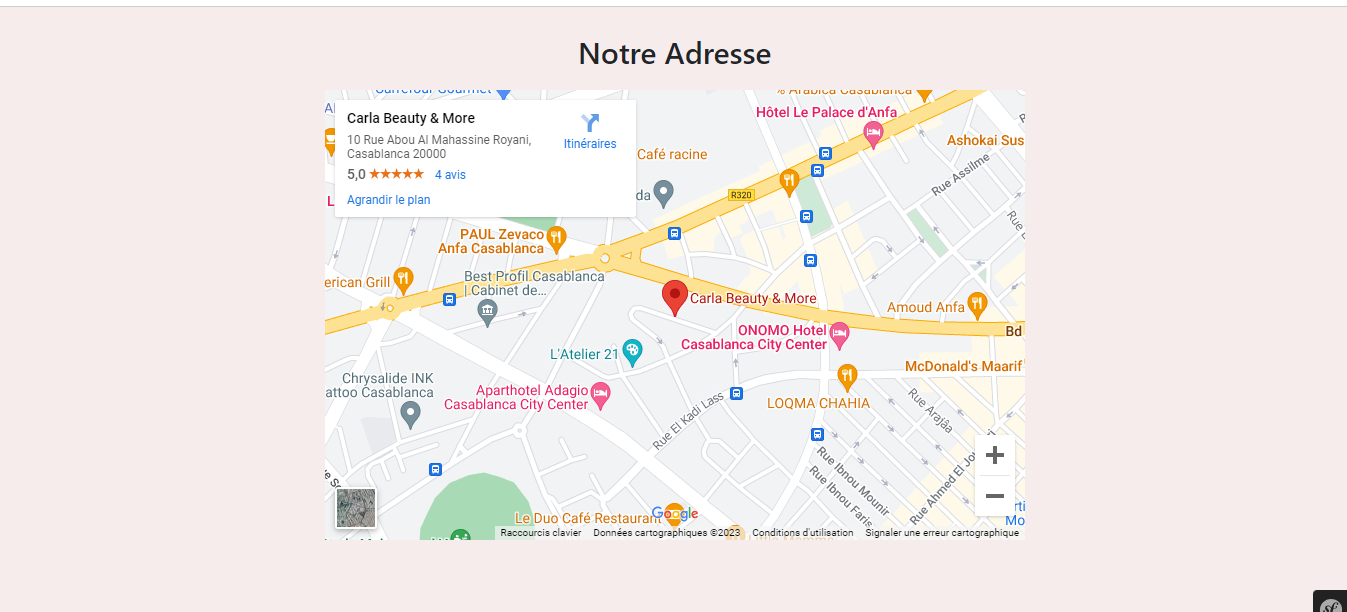 Notre Adresse
Carrefour Gourmet
% Arabica Casablanca
Carla Beauty & More
10 Rue Abou Al Mahassine Royani,
Casablanca 20000
5,0
4 avis
Itinéraires
Agrandir le plan
Hôtel Le Palace d'Anfa
Café racine
Ashokai Sus
Rue Assilme
R320
PAUL Zevaco
Anfa Casablanca
Best Profil Casablanca
| Cabinet de...
erican Grill
Carla Beauty & More
Amoud Anfa
ONOMO Hotel
Casablanca City Center
Bd
L'Atelier 21
McDonald's Maarif
Chrysalide INK
attoo Casablanca
Aparthotel Adagio
Casablanca City Center
LOQMA CHAHIA
Rue El Kadi Lass
Rue Arajâa
Rue Ibnou Mounir
Rue Ibnou Faris
Rue Ahmed El Jou
Le Duo Café Restaurant
Google
Mo
Raccourcis clavier
Données cartographiques ©2023
Conditions d'utilisation
Signaler une erreur cartographique